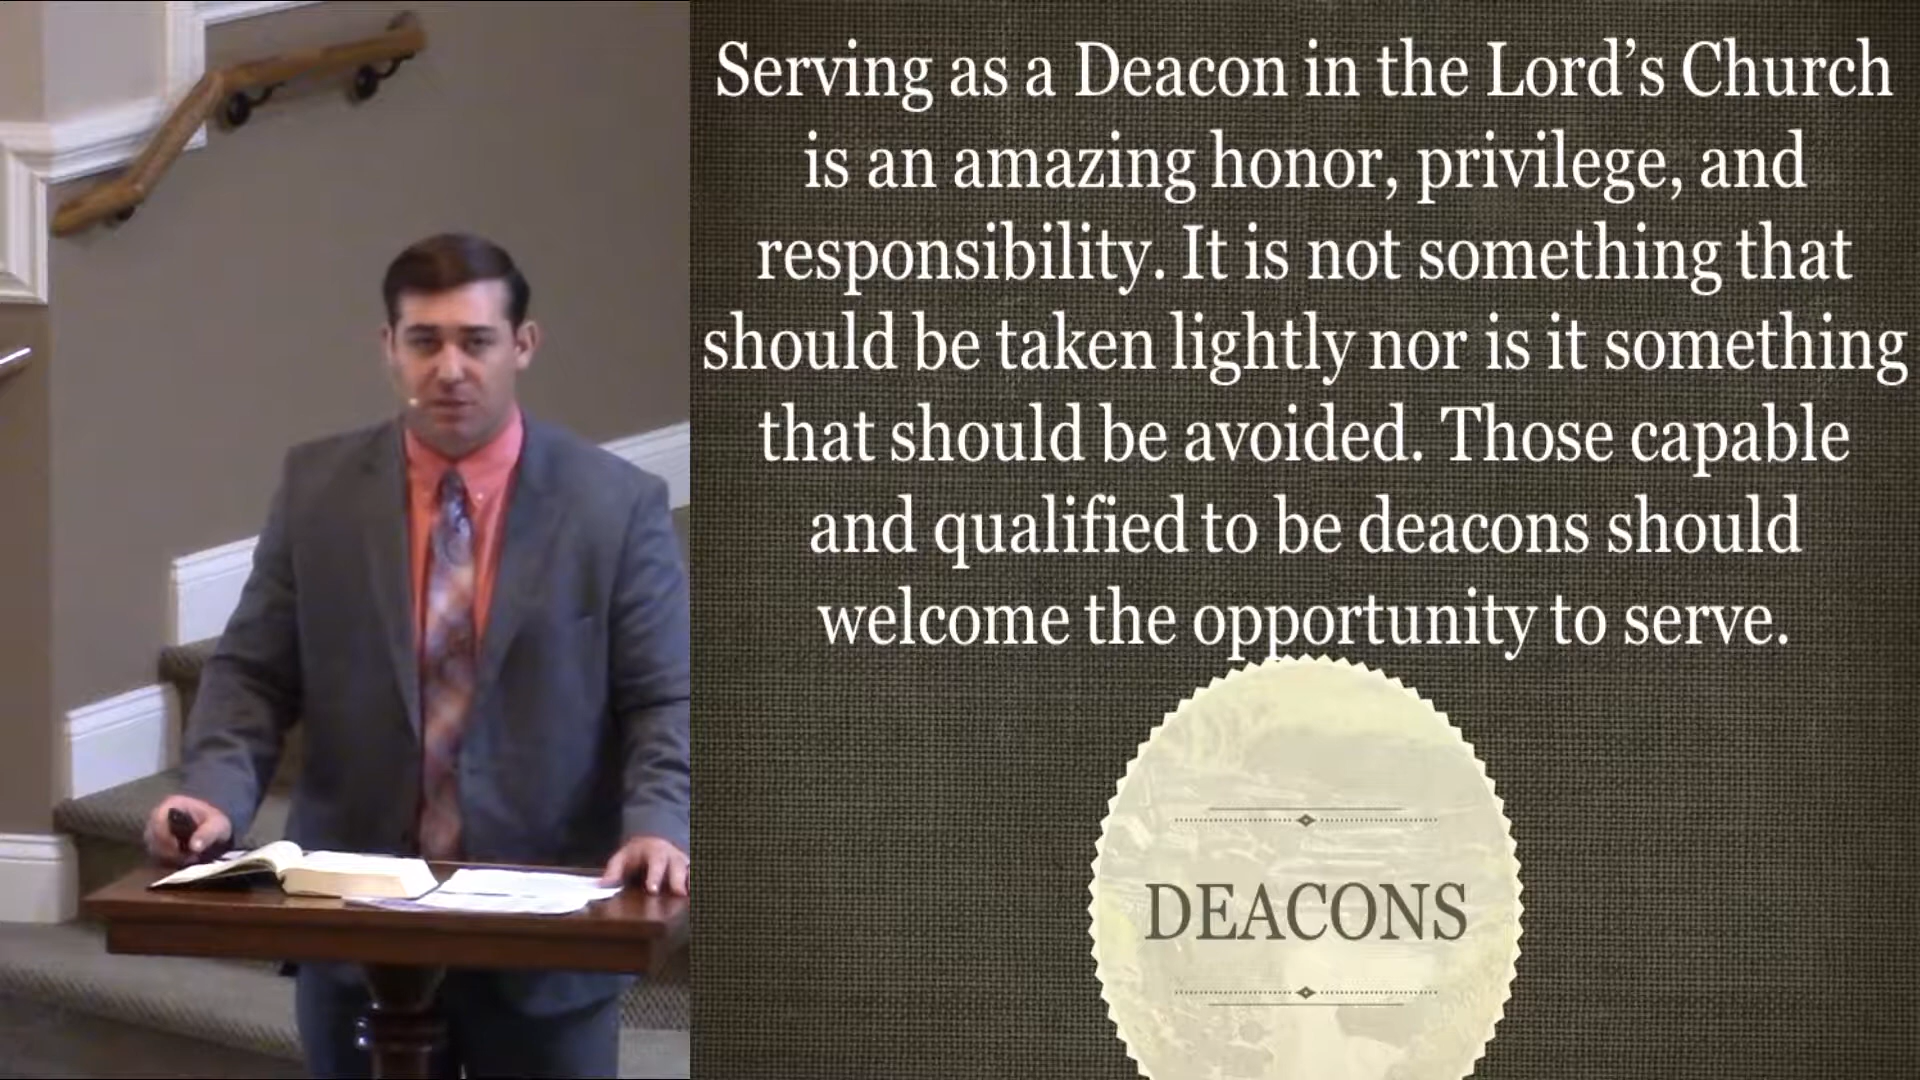 Serving as a Deacon in the Lord’s Church
is an amazing honor, privilege, and
responsibility. It is not something that
should be taken lightly nor is it something
that should be avoided. Those capable
and qualified to be deacons should
welcome the opportunity to serve.
DEACONS